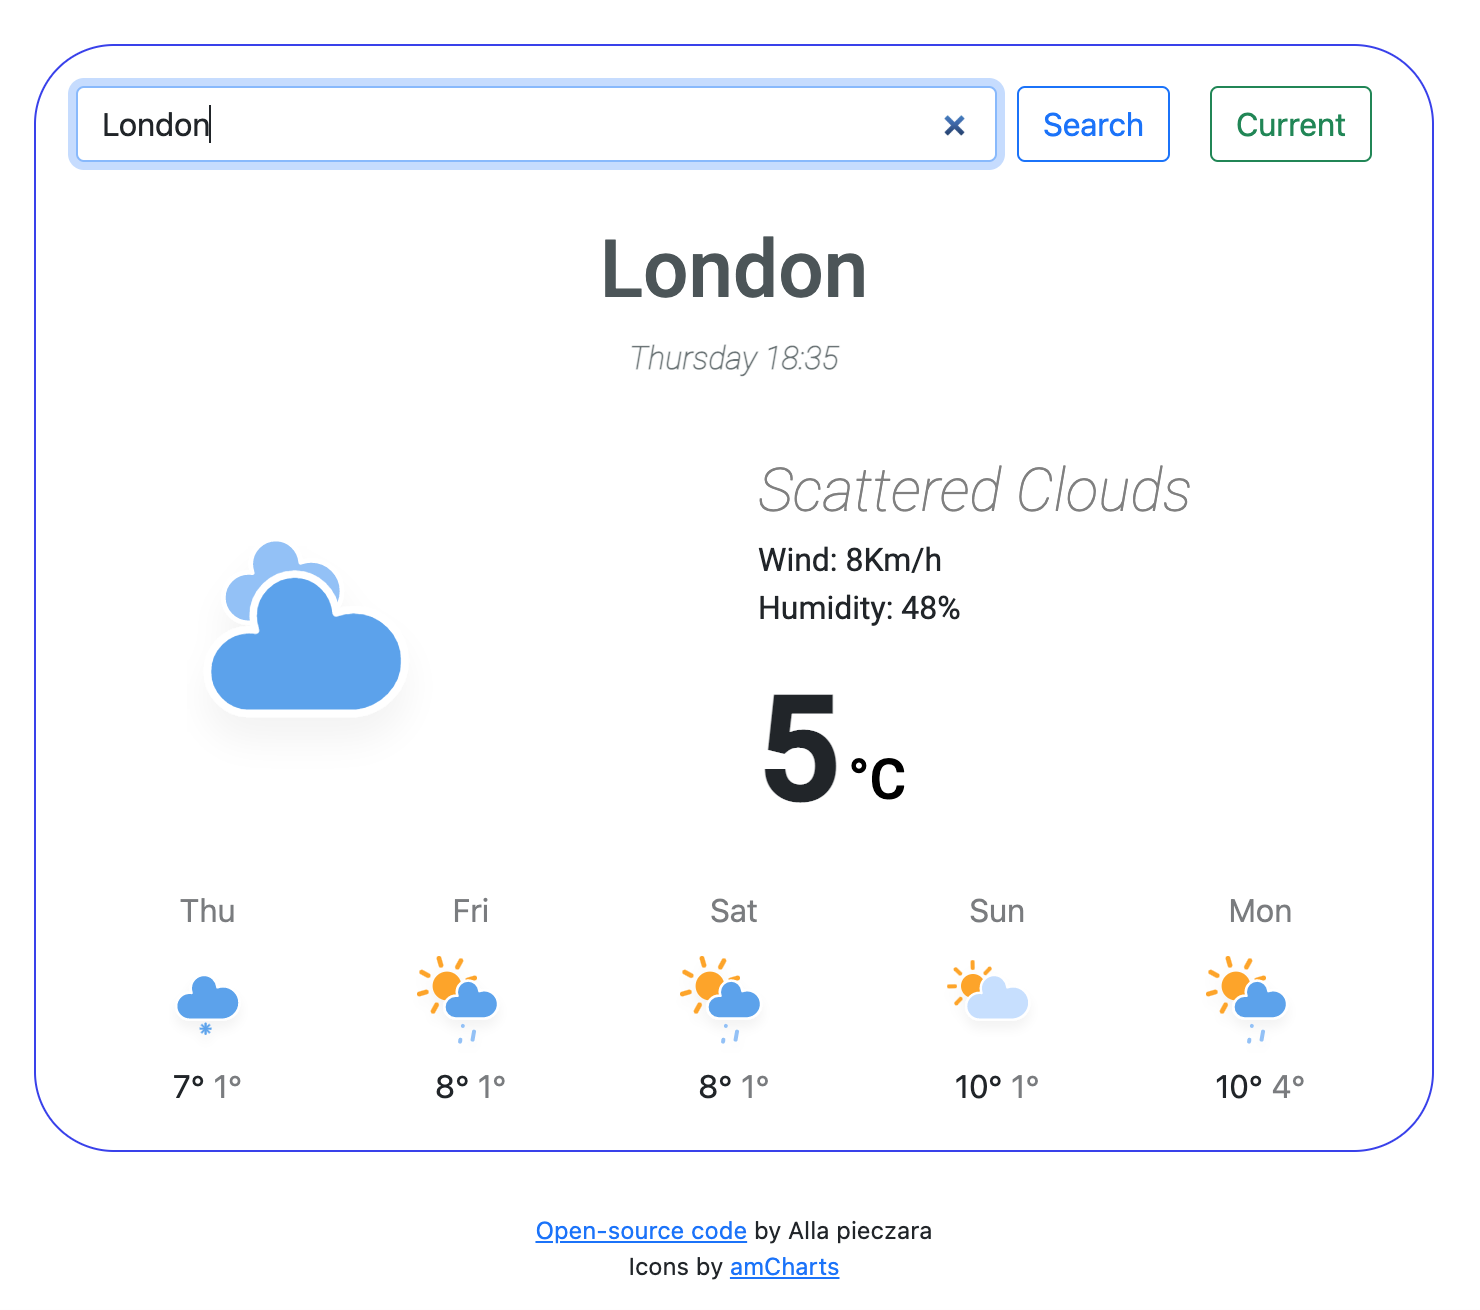 London × Search Current
London
Thursday 18:35
Scattered Clouds
Wind: 8Km/h
Humidity: 48%
5 °C
Thu Fri Sat Sun Mon
7° 1° 8° 1° 8° 1° 10° 1° 10° 4°
Open-source code by Alla pieczara
Icons by amCharts